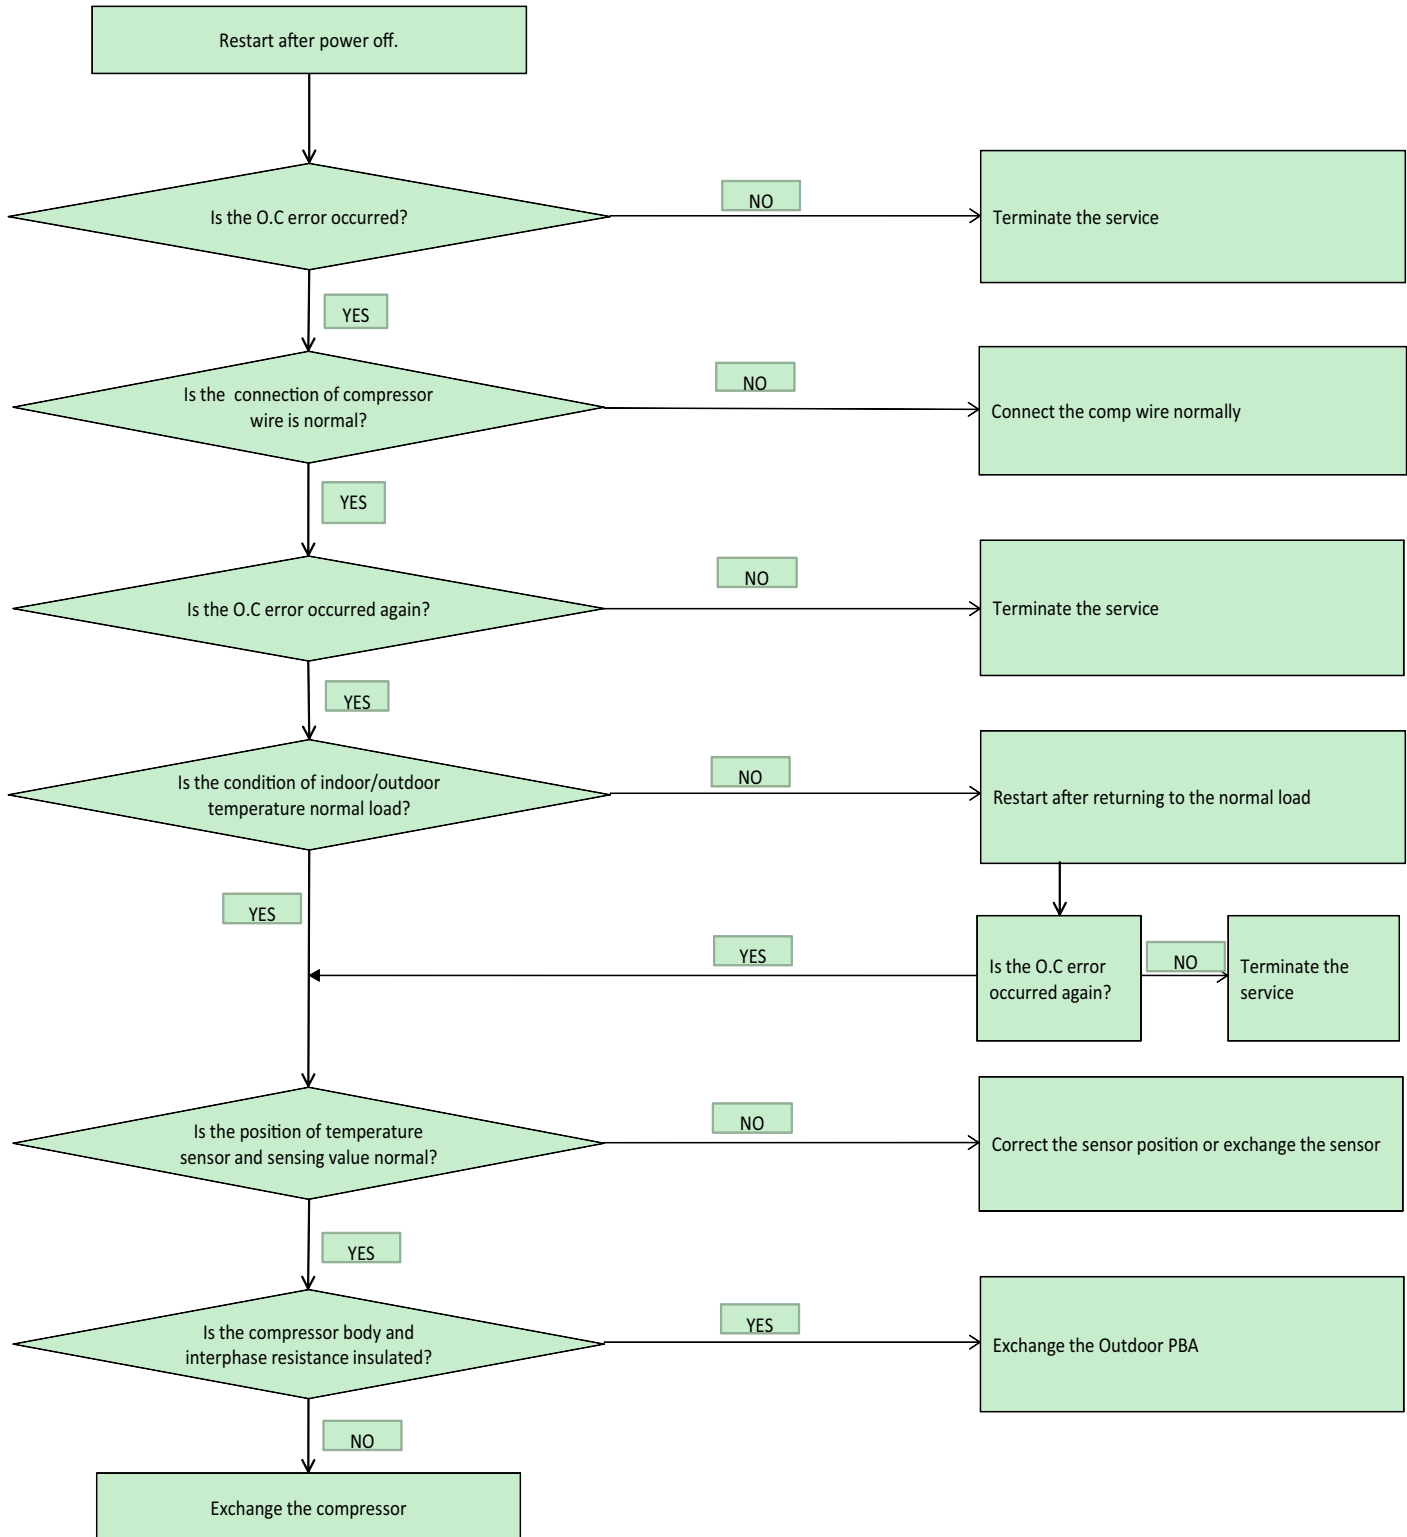 Restart after power off.
Is the O.C error occurred?
NO
Terminate the service
YES
Is the  connection of compressor
wire is normal?
NO
Connect the comp wire normally
YES
Is the O.C error occurred again?
NO
Terminate the service
YES
Is the condition of indoor/outdoor
temperature normal load?
NO
Restart after returning to the normal load
YES
YES
Is the O.C error
occurred again?
NO
Terminate the
service
Is the position of temperature
sensor and sensing value normal?
NO
Correct the sensor position or exchange the sensor
YES
Is the compressor body and
interphase resistance insulated?
YES
Exchange the Outdoor PBA
NO
Exchange the compressor